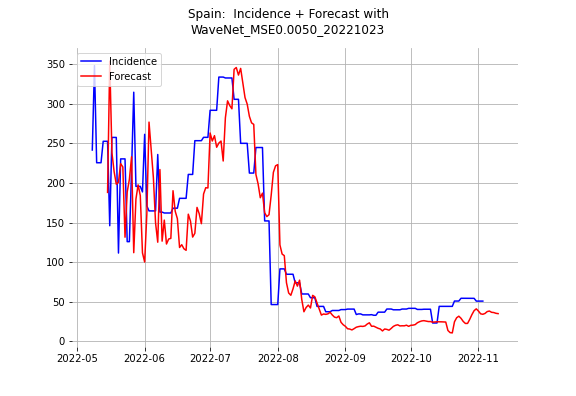 Spain:  Incidence + Forecast with
WaveNet_MSE0.0050_20221023
Incidence
Forecast
350
300
250
200
150
100
50
0
2022-05 2022-06 2022-07 2022-08 2022-09 2022-10 2022-11